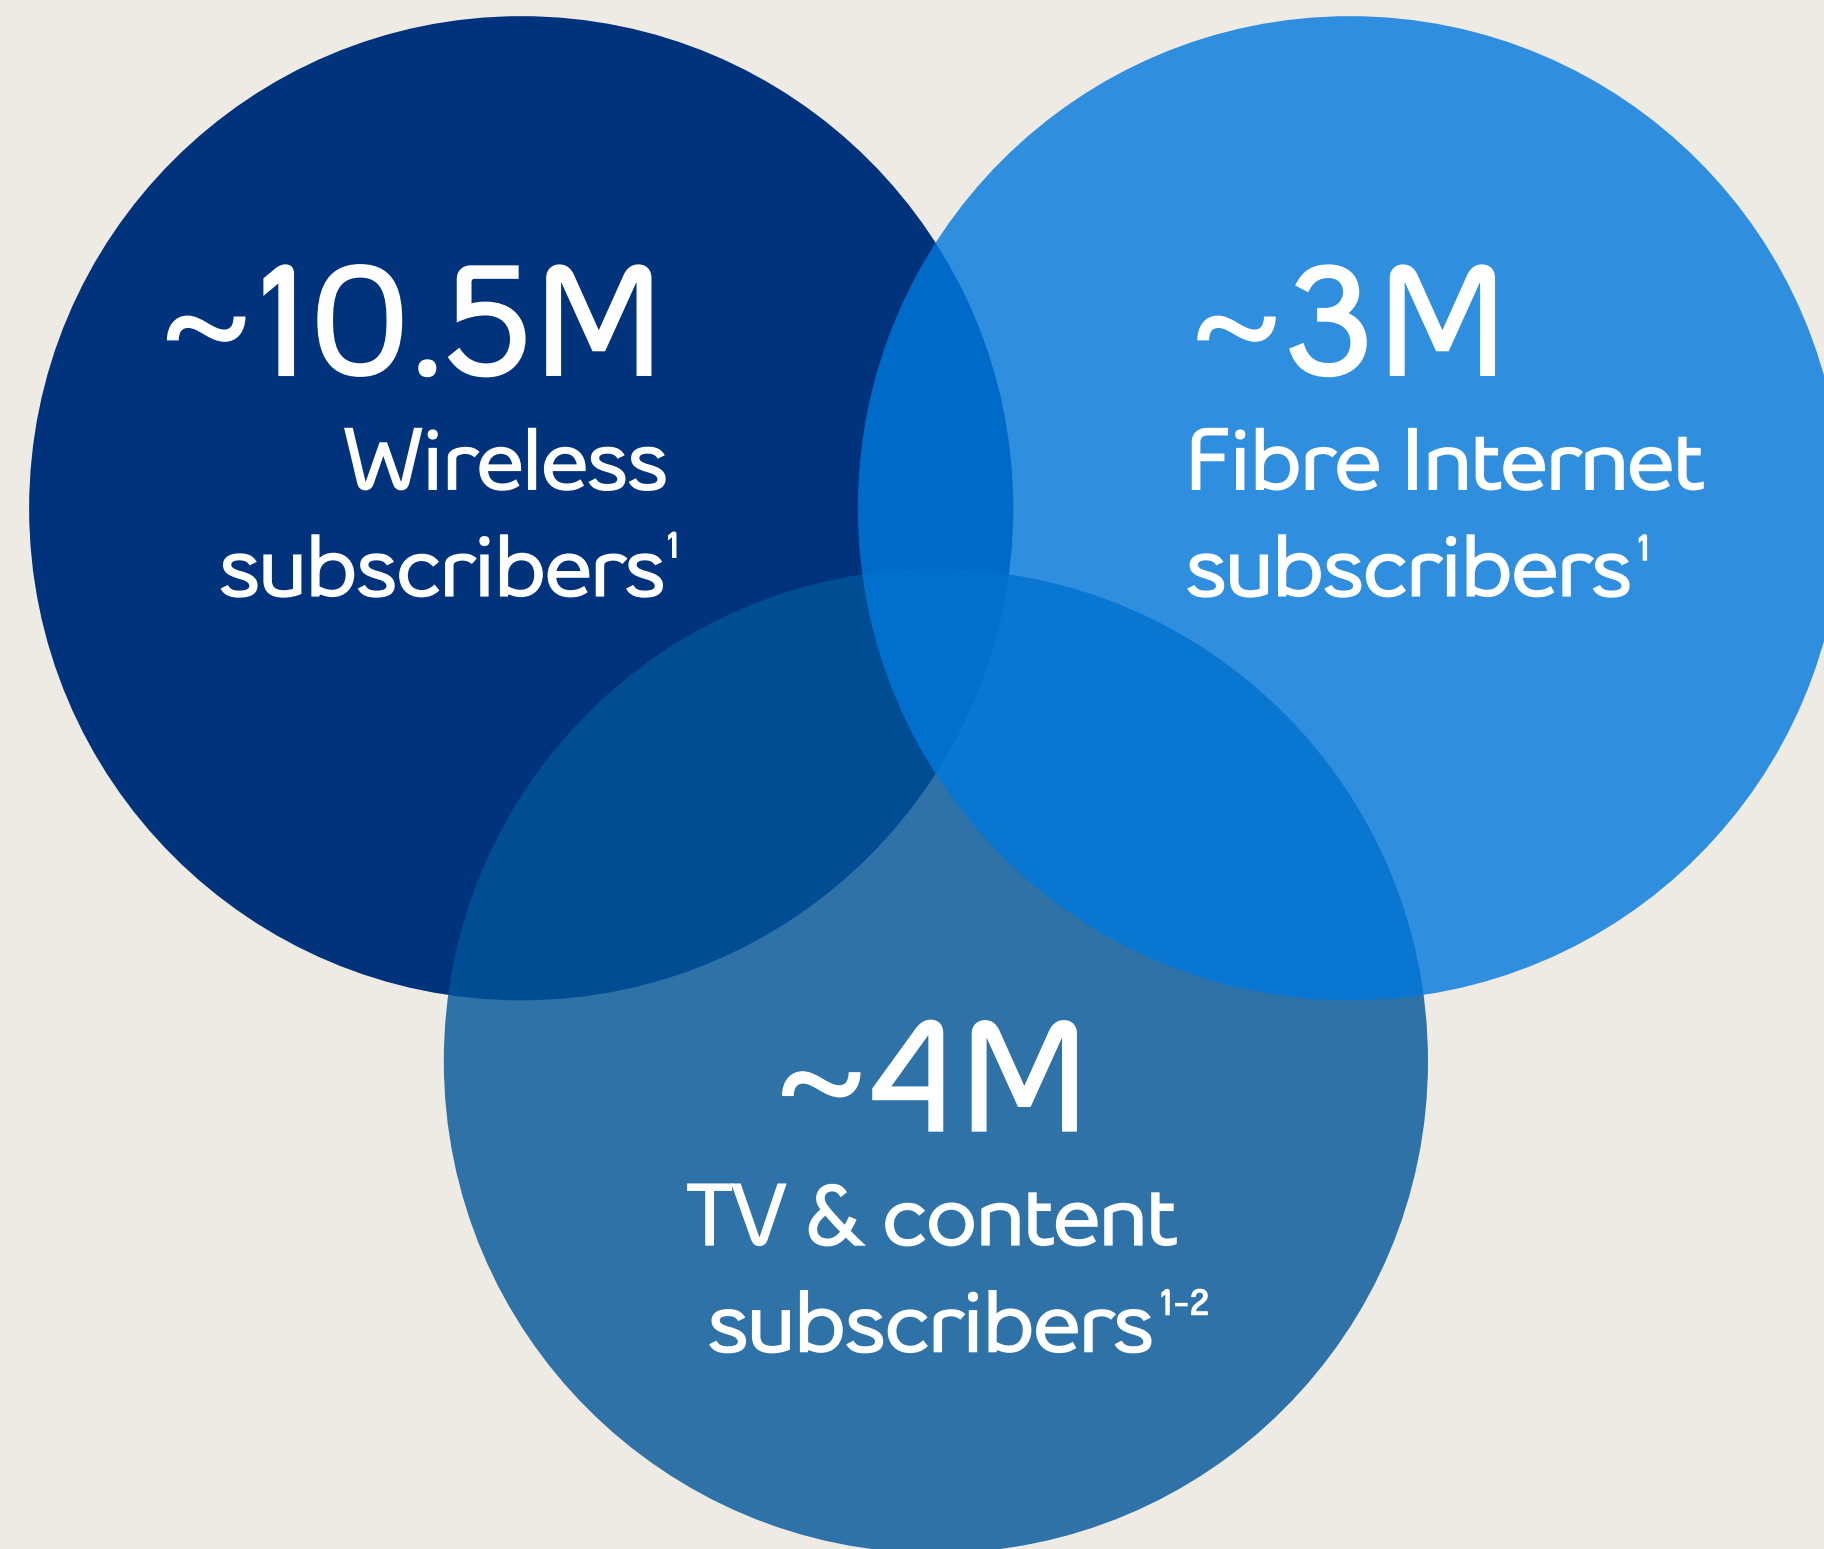 ~10.5M
Wireless
subscribers¹
~3M
Fibre Internet
subscribers¹
~4M
TV & content
subscribers¹⁻²